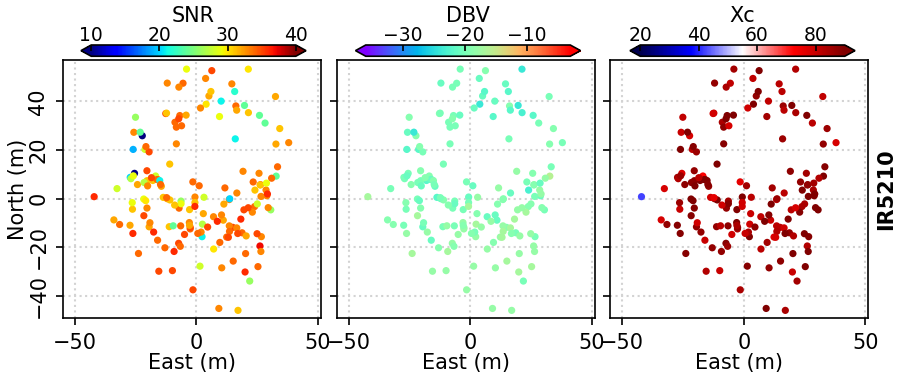 SNR DBV Xc
10 20 30 40 −30 −20 −10 20 40 60 80
40
20
0
−20
−40
North (m)
IR5210
−50 0 50 −50 0 50 −50 0 50
East (m) East (m) East (m)